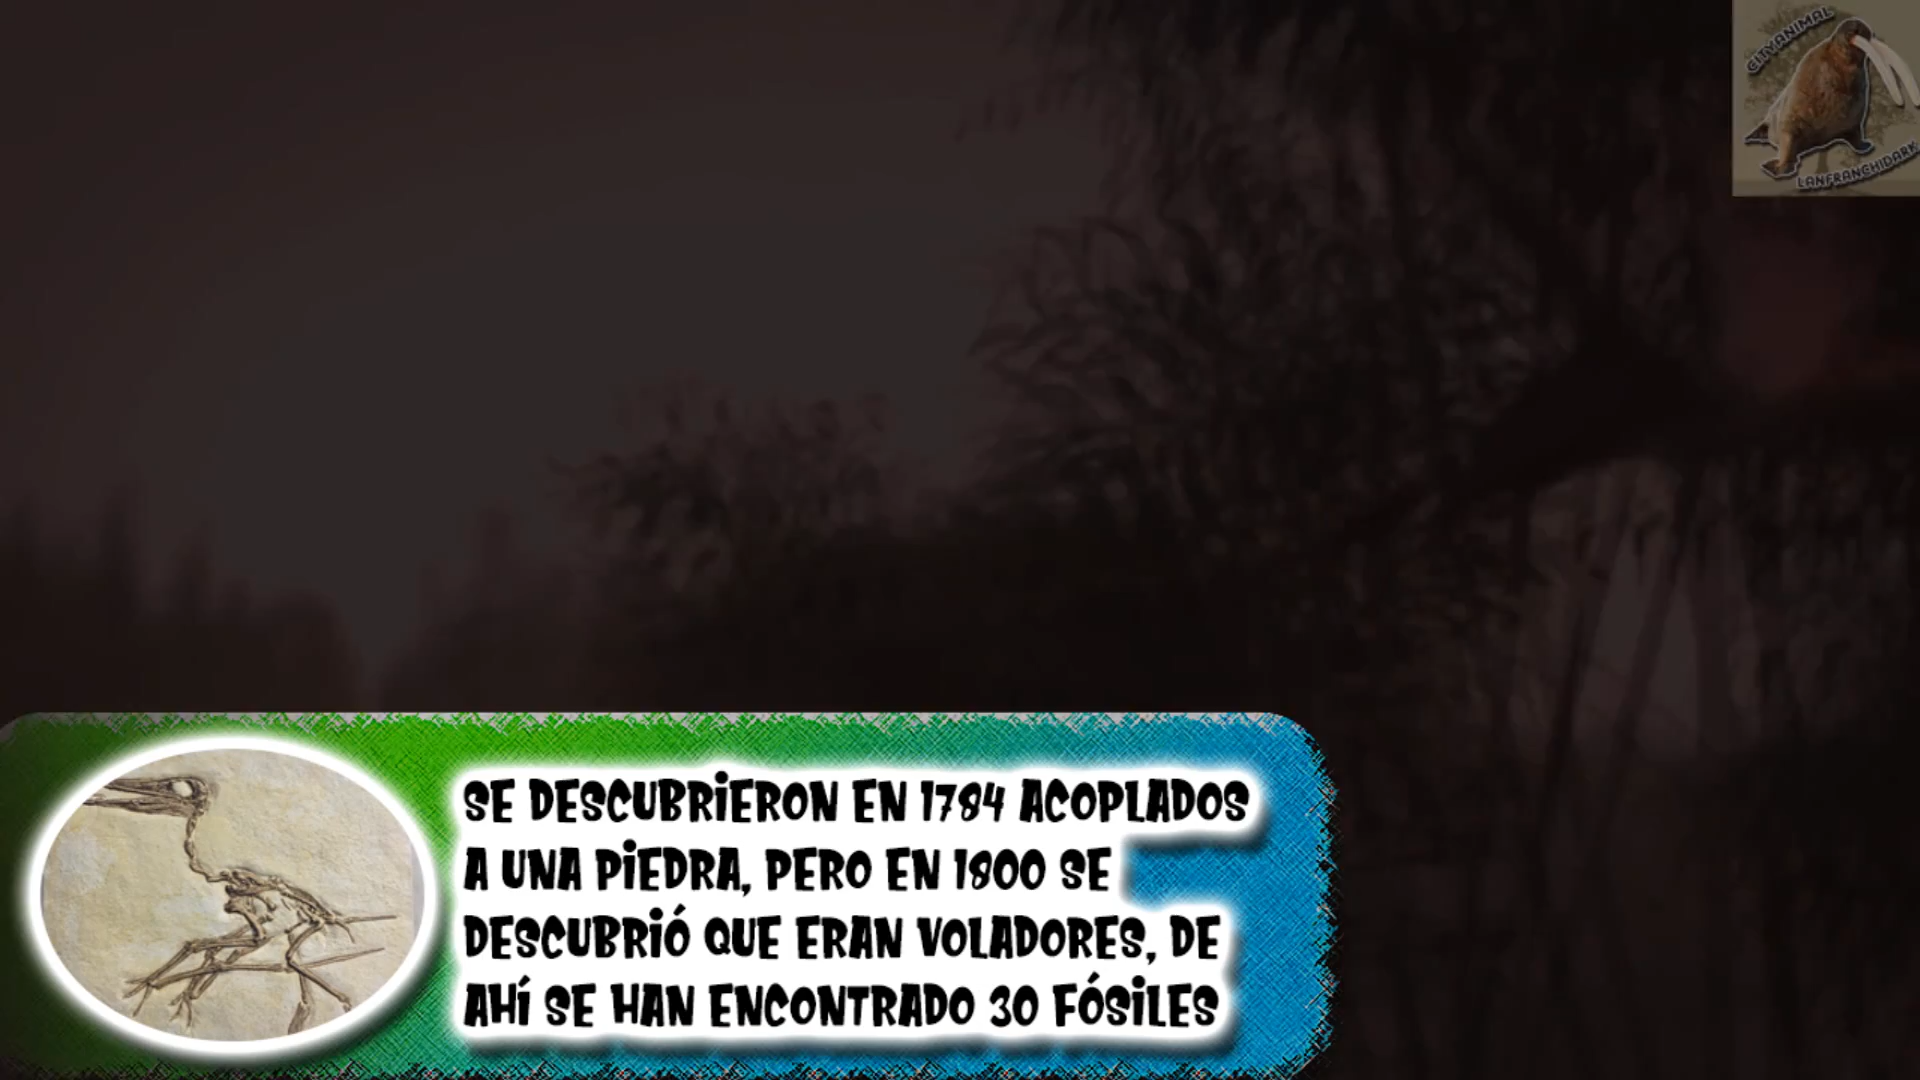 CITYANIMAL
LANFRANCHIDARK
SE DESCUBRIERON EN 1784 ACOPLADOS
A UNA PIEDRA, PERO EN 1800 SE
DESCUBRIÓ QUE ERAN VOLADORES, DE
AHÍ SE HAN ENCONTRADO 30 FÓSILES